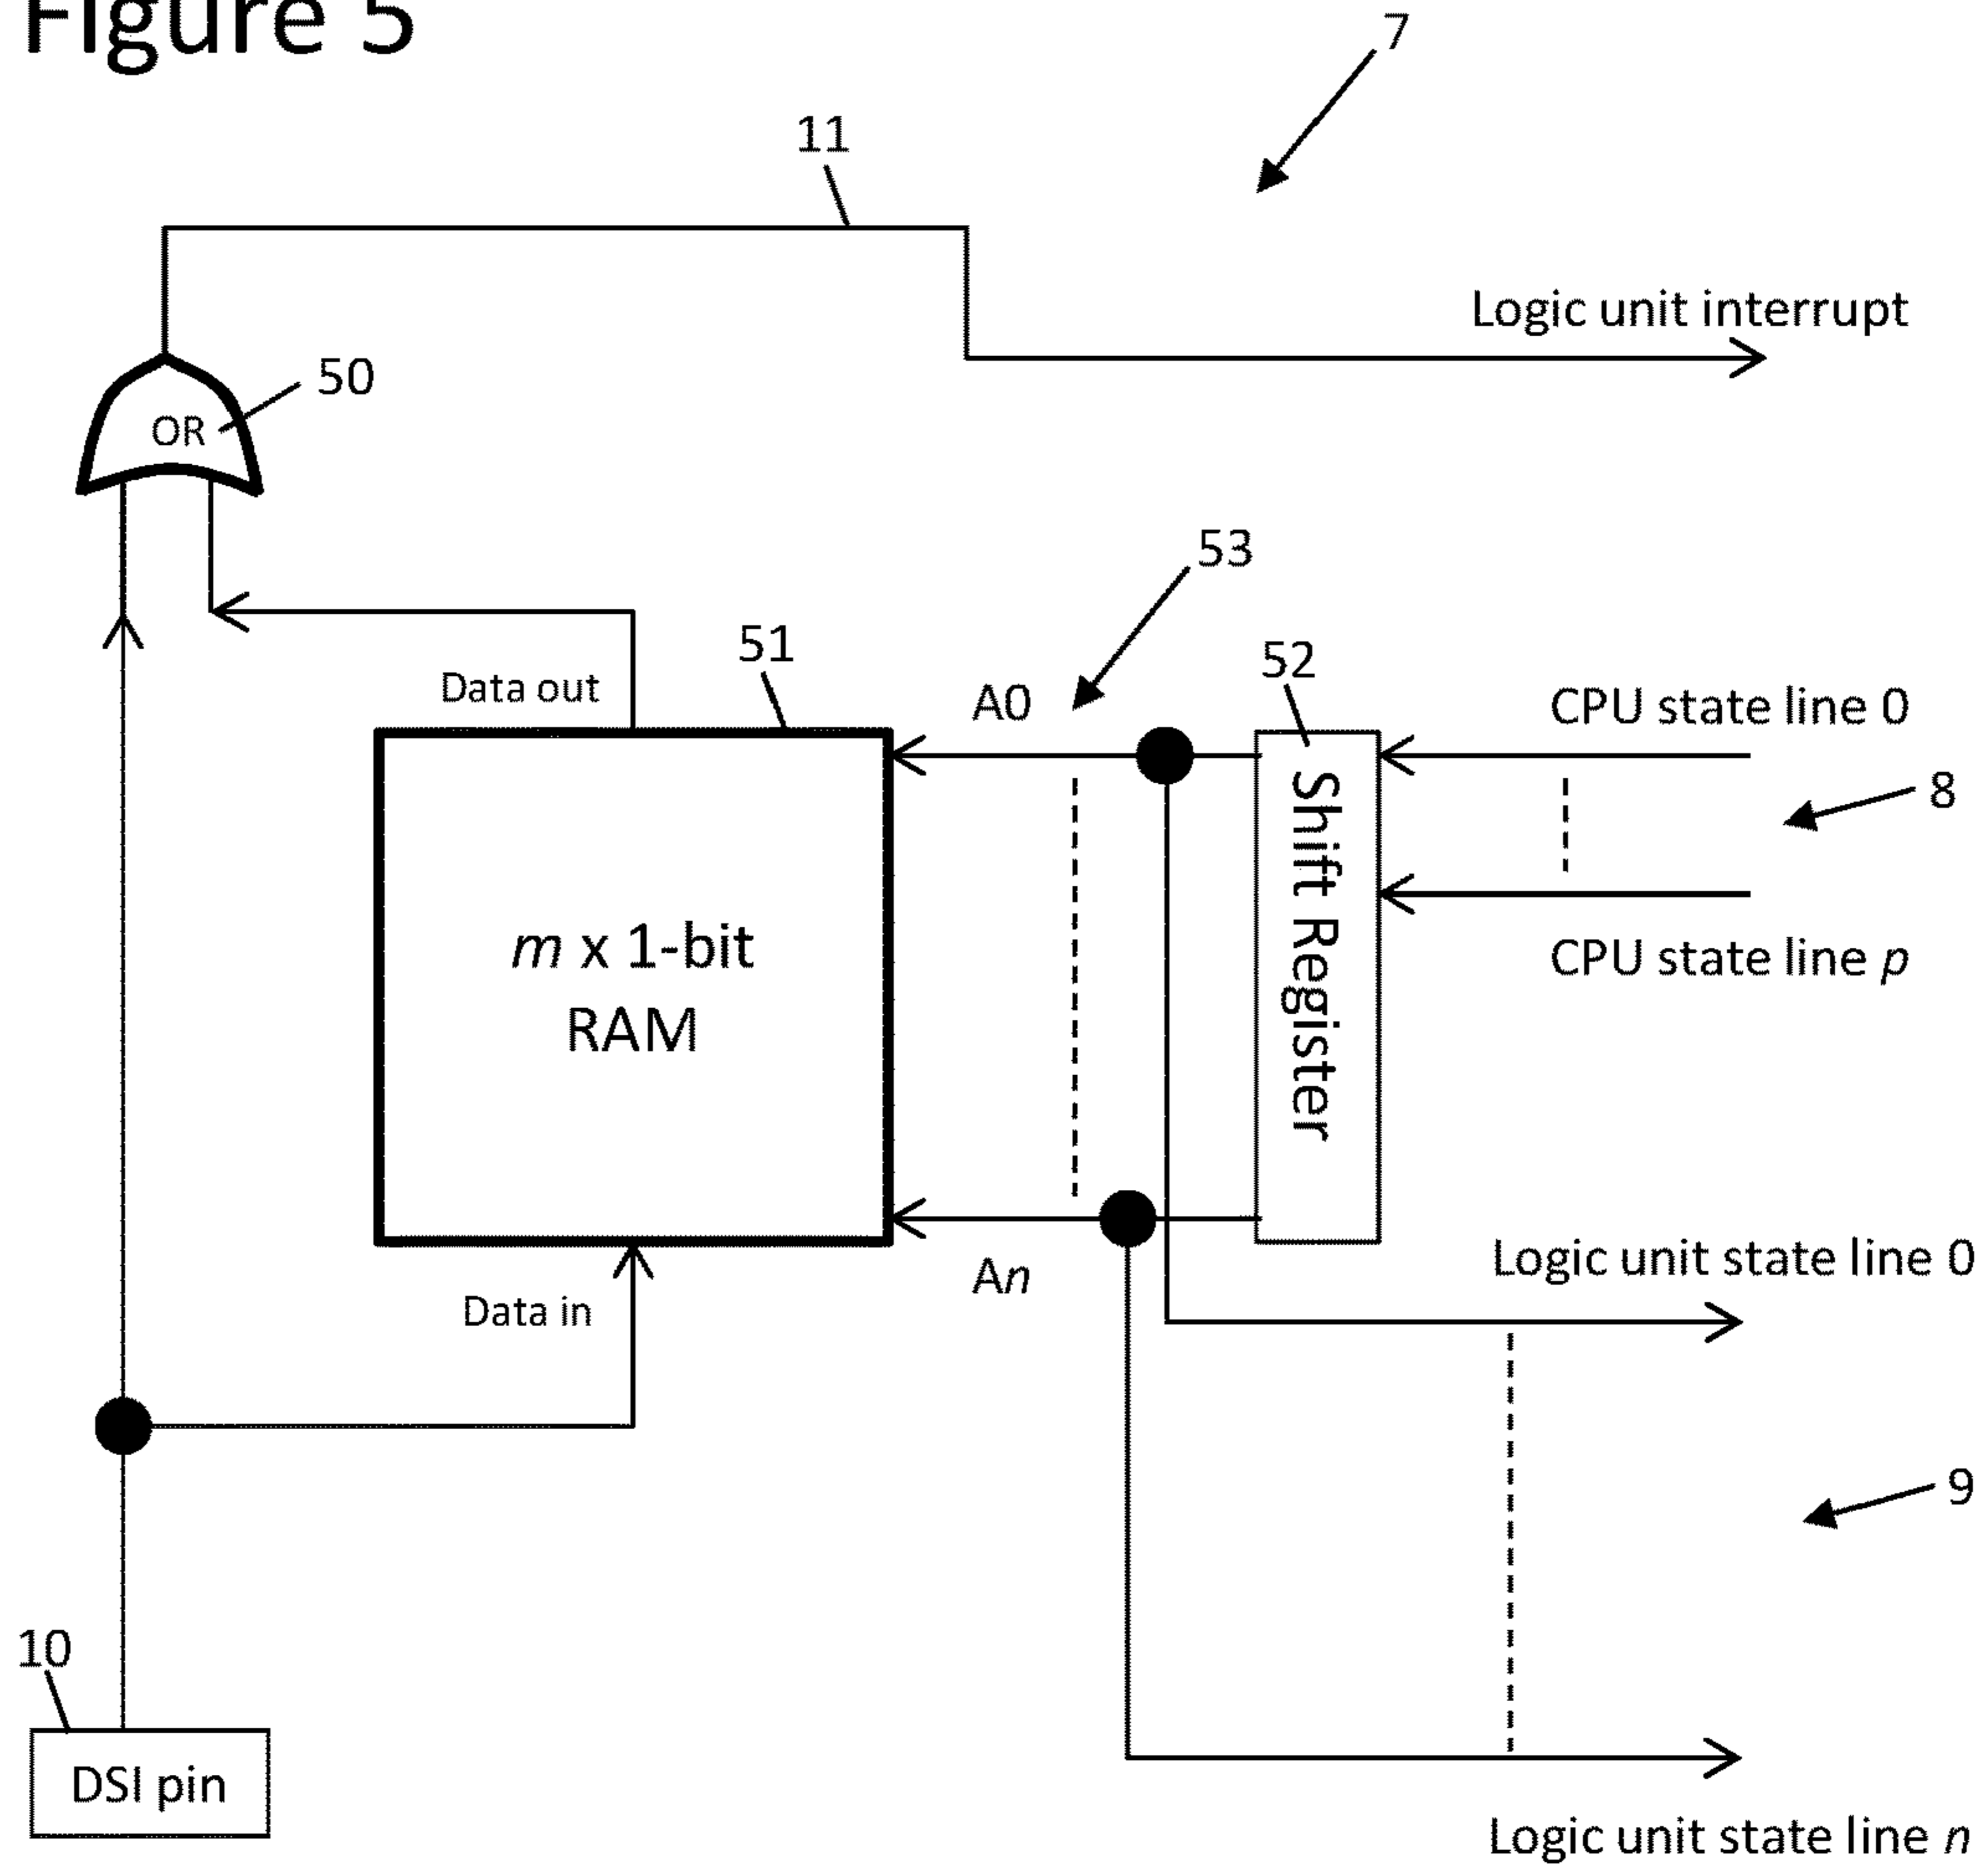 Figure 5
7
11
Logic unit interrupt
50
OR
53
51
52
Data out
A0
CPU state line 0
8
m x 1-bit
RAM
Shift Register
CPU state line p
An
Logic unit state line 0
Data in
9
10
DSI pin
Logic unit state line n